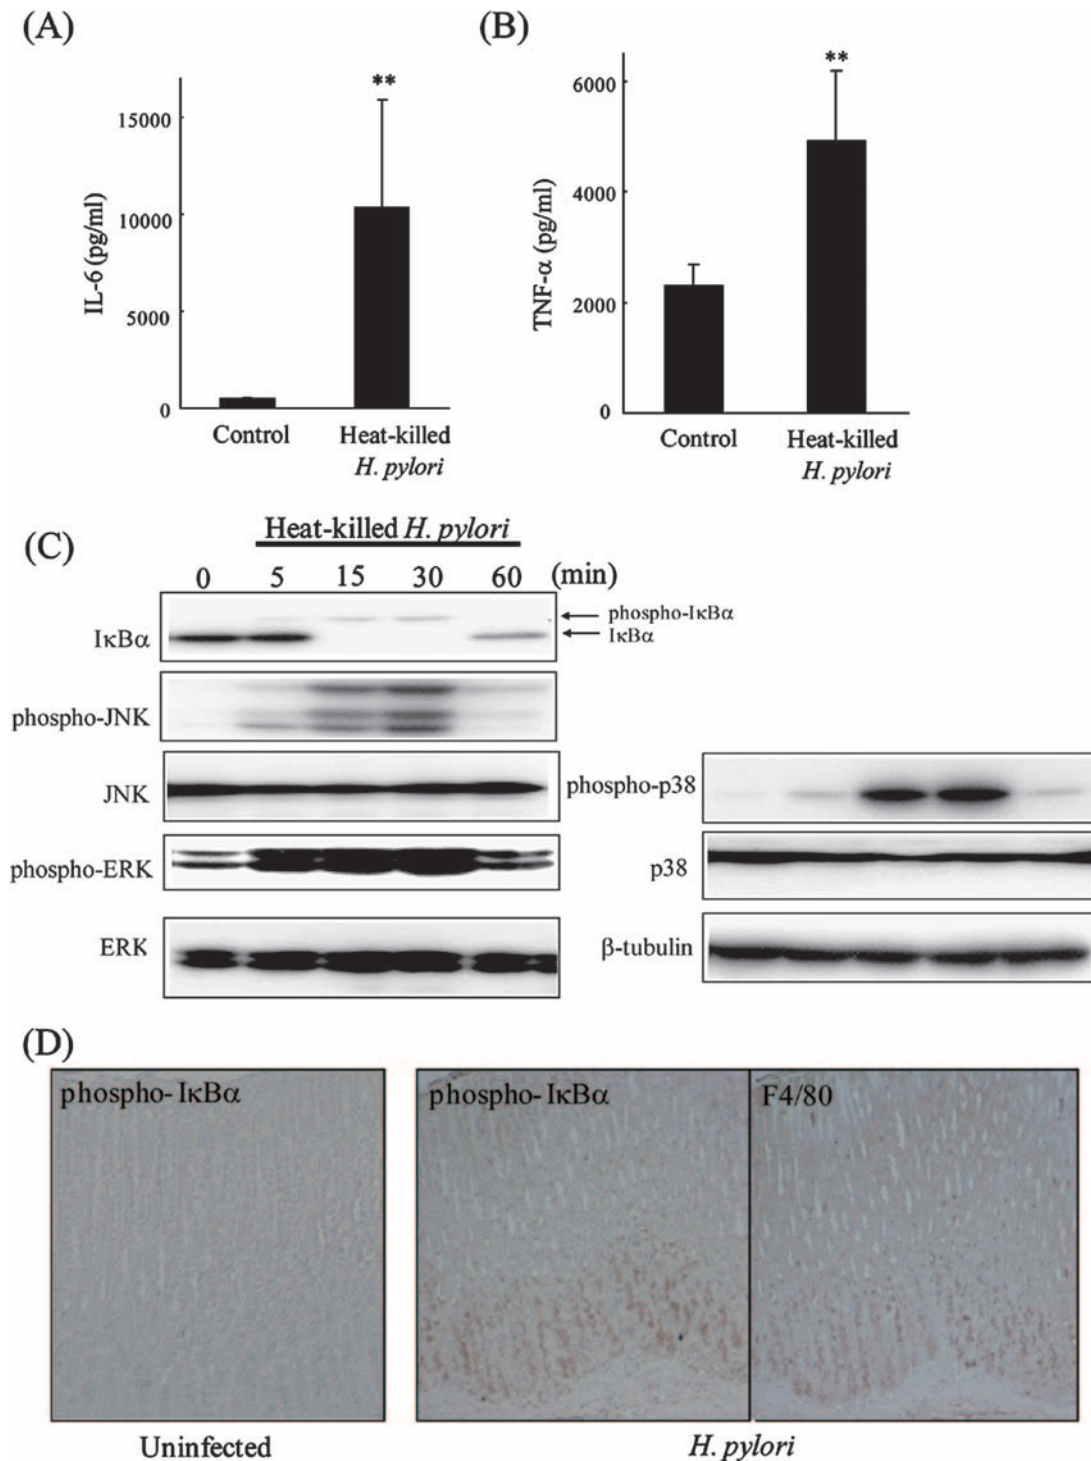 (A)
(B)
**
15000
10000
5000
0
IL-6 (pg/ml)
Control
Heat-killed
H. pylori
**
6000
4000
2000
0
TNF-α (pg/ml)
Control
Heat-killed
H. pylori
(C)
Heat-killed H. pylori
0 5 15 30 60 (min)
IκBα
phospho-IκBα
IκBα
phospho-JNK
JNK
phospho-ERK
ERK
phospho-p38
p38
β-tubulin
(D)
phospho- IκBα
phospho- IκBα
F4/80
Uninfected
H. pylori